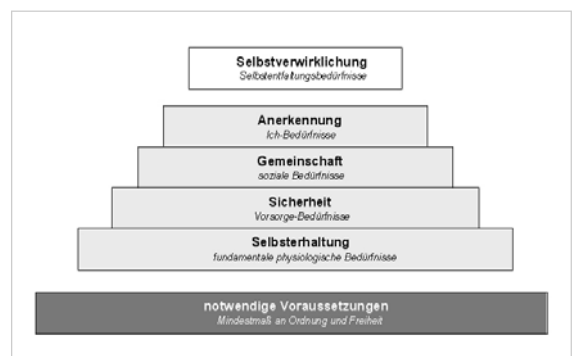 Selbstverwirklichung
Selbstentfaltungsbedürfnisse
Anerkennung
Ich-Bedürfnisse
Gemeinschaft
soziale Bedürfnisse
Sicherheit
Vorsorge-Bedürfnisse
Selbsterhaltung
fundamentale physiologische Bedürfnisse
notwendige Voraussetzungen
Mindestmaß an Ordnung und Freiheit